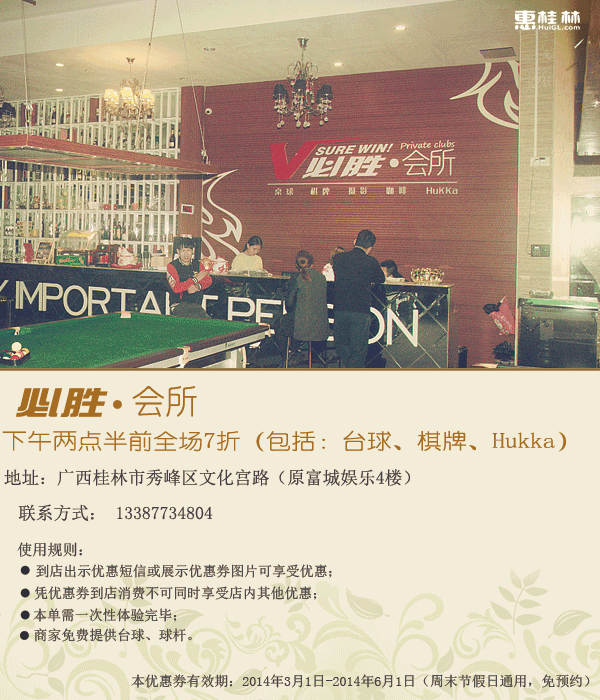 惠桂林
HuiGL.com
SURE WIN! Private clubs
V必胜·会所
桌球 棋牌 摄影 咖啡 HuKKa
Y IMPORTANT PERSON
必胜·会所
下午两点半前全场7折（包括：台球、棋牌、Hukka）
地址：广西桂林市秀峰区文化宫路（原富城娱乐4楼）
联系方式： 13387734804
使用规则：
● 到店出示优惠短信或展示优惠券图片可享受优惠；
● 凭优惠券到店消费不可同时享受店内其他优惠；
● 本单需一次性体验完毕；
● 商家免费提供台球、球杆。
本优惠券有效期：2014年3月1日-2014年6月1日（周末节假日通用，免预约）